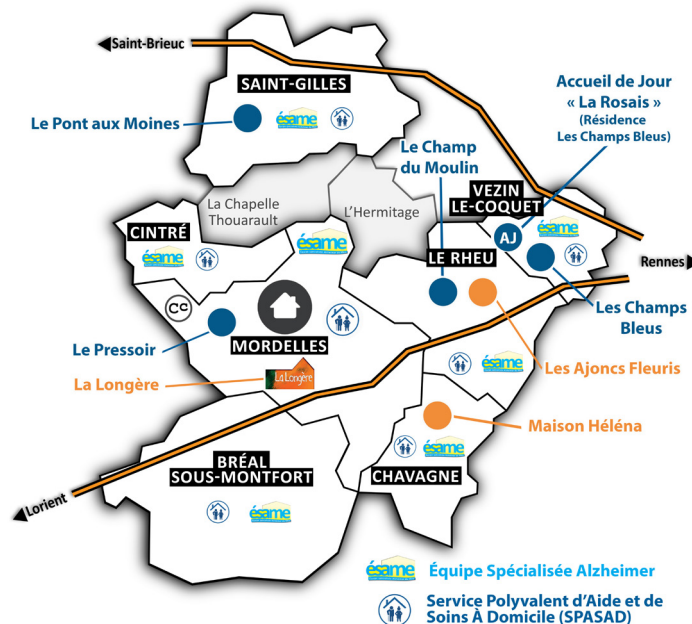 Saint-Brieuc
SAINT-GILLES
Accueil de Jour
« La Rosais »
(Résidence
Les Champs Bleus)
Le Pont aux Moines
ésame
Le Champ
du Moulin
VEZIN
LE-COQUET
La Chapelle
Thouarault
L'Hermitage
CINTRÉ
ésame
ésame
AJ
ésame
LE RHEU
Rennes
ésame
CC
Les Champs
Bleus
Le Pressoir
MORDELLES
La Longère
La Longère
Les Ajoncs Fleuris
ésame
Maison Héléna
ésame
BRÉAL
SOUS-MONTFORT
CHAVAGNE
Lorient
ésame
ésame
Équipe Spécialisée Alzheimer
Service Polyvalent d'Aide et de
Soins À Domicile (SPASAD)